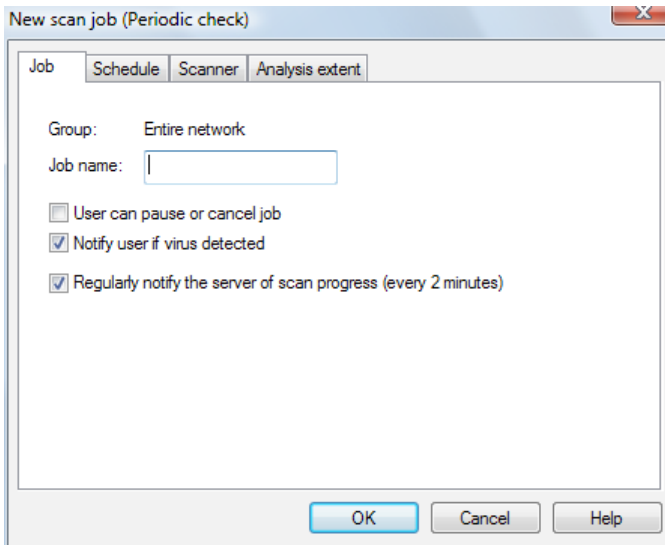 New scan job (Periodic check)
Job Schedule Scanner Analysis extent
Group: Entire network
Job name:
User can pause or cancel job
Notify user if virus detected
Regularly notify the server of scan progress (every 2 minutes)
OK Cancel Help